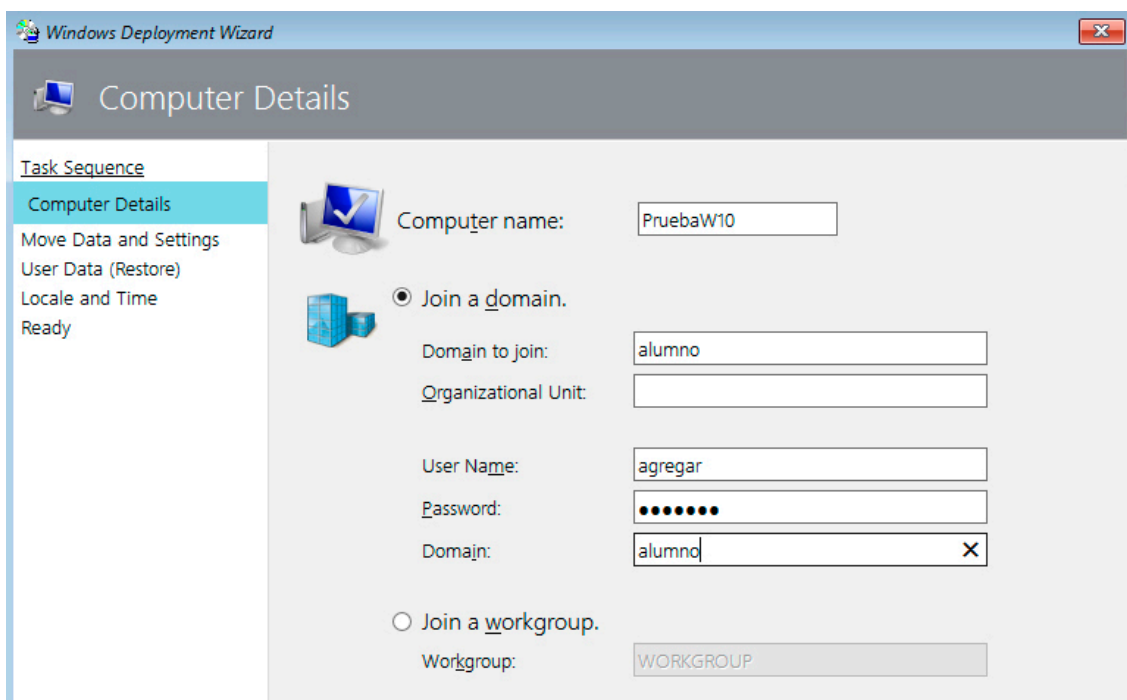 Windows Deployment Wizard
Computer Details
Task Sequence
Computer Details
Move Data and Settings
User Data (Restore)
Locale and Time
Ready
Computer name: PruebaW10
Join a domain.
Domain to join: alumno
Organizational Unit:
User Name: agregar
Password: •••••••
Domain: alumno
Join a workgroup.
Workgroup: WORKGROUP